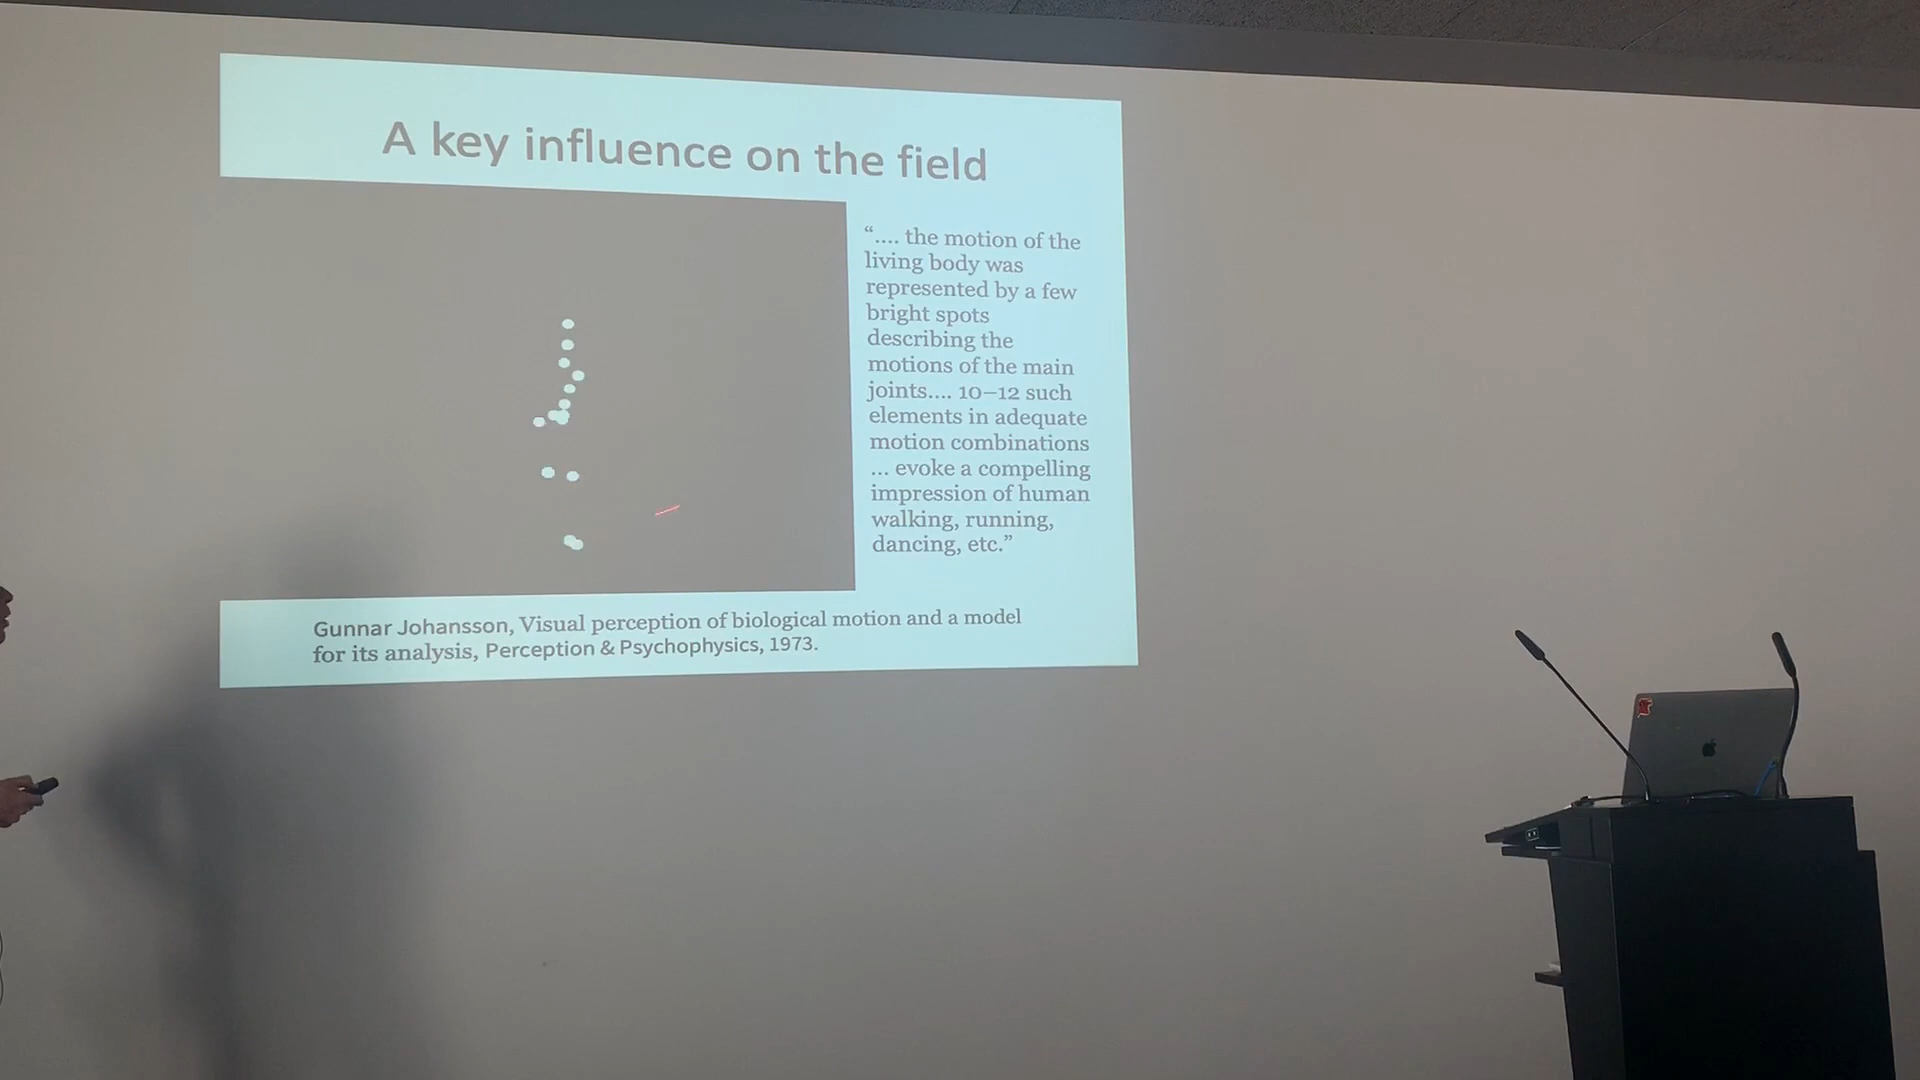 A key influence on the field
“.... the motion of the
living body was
represented by a few
bright spots
describing the
motions of the main
joints.... 10–12 such
elements in adequate
motion combinations
... evoke a compelling
impression of human
walking, running,
dancing, etc.”
Gunnar Johansson, Visual perception of biological motion and a model
for its analysis, Perception & Psychophysics, 1973.